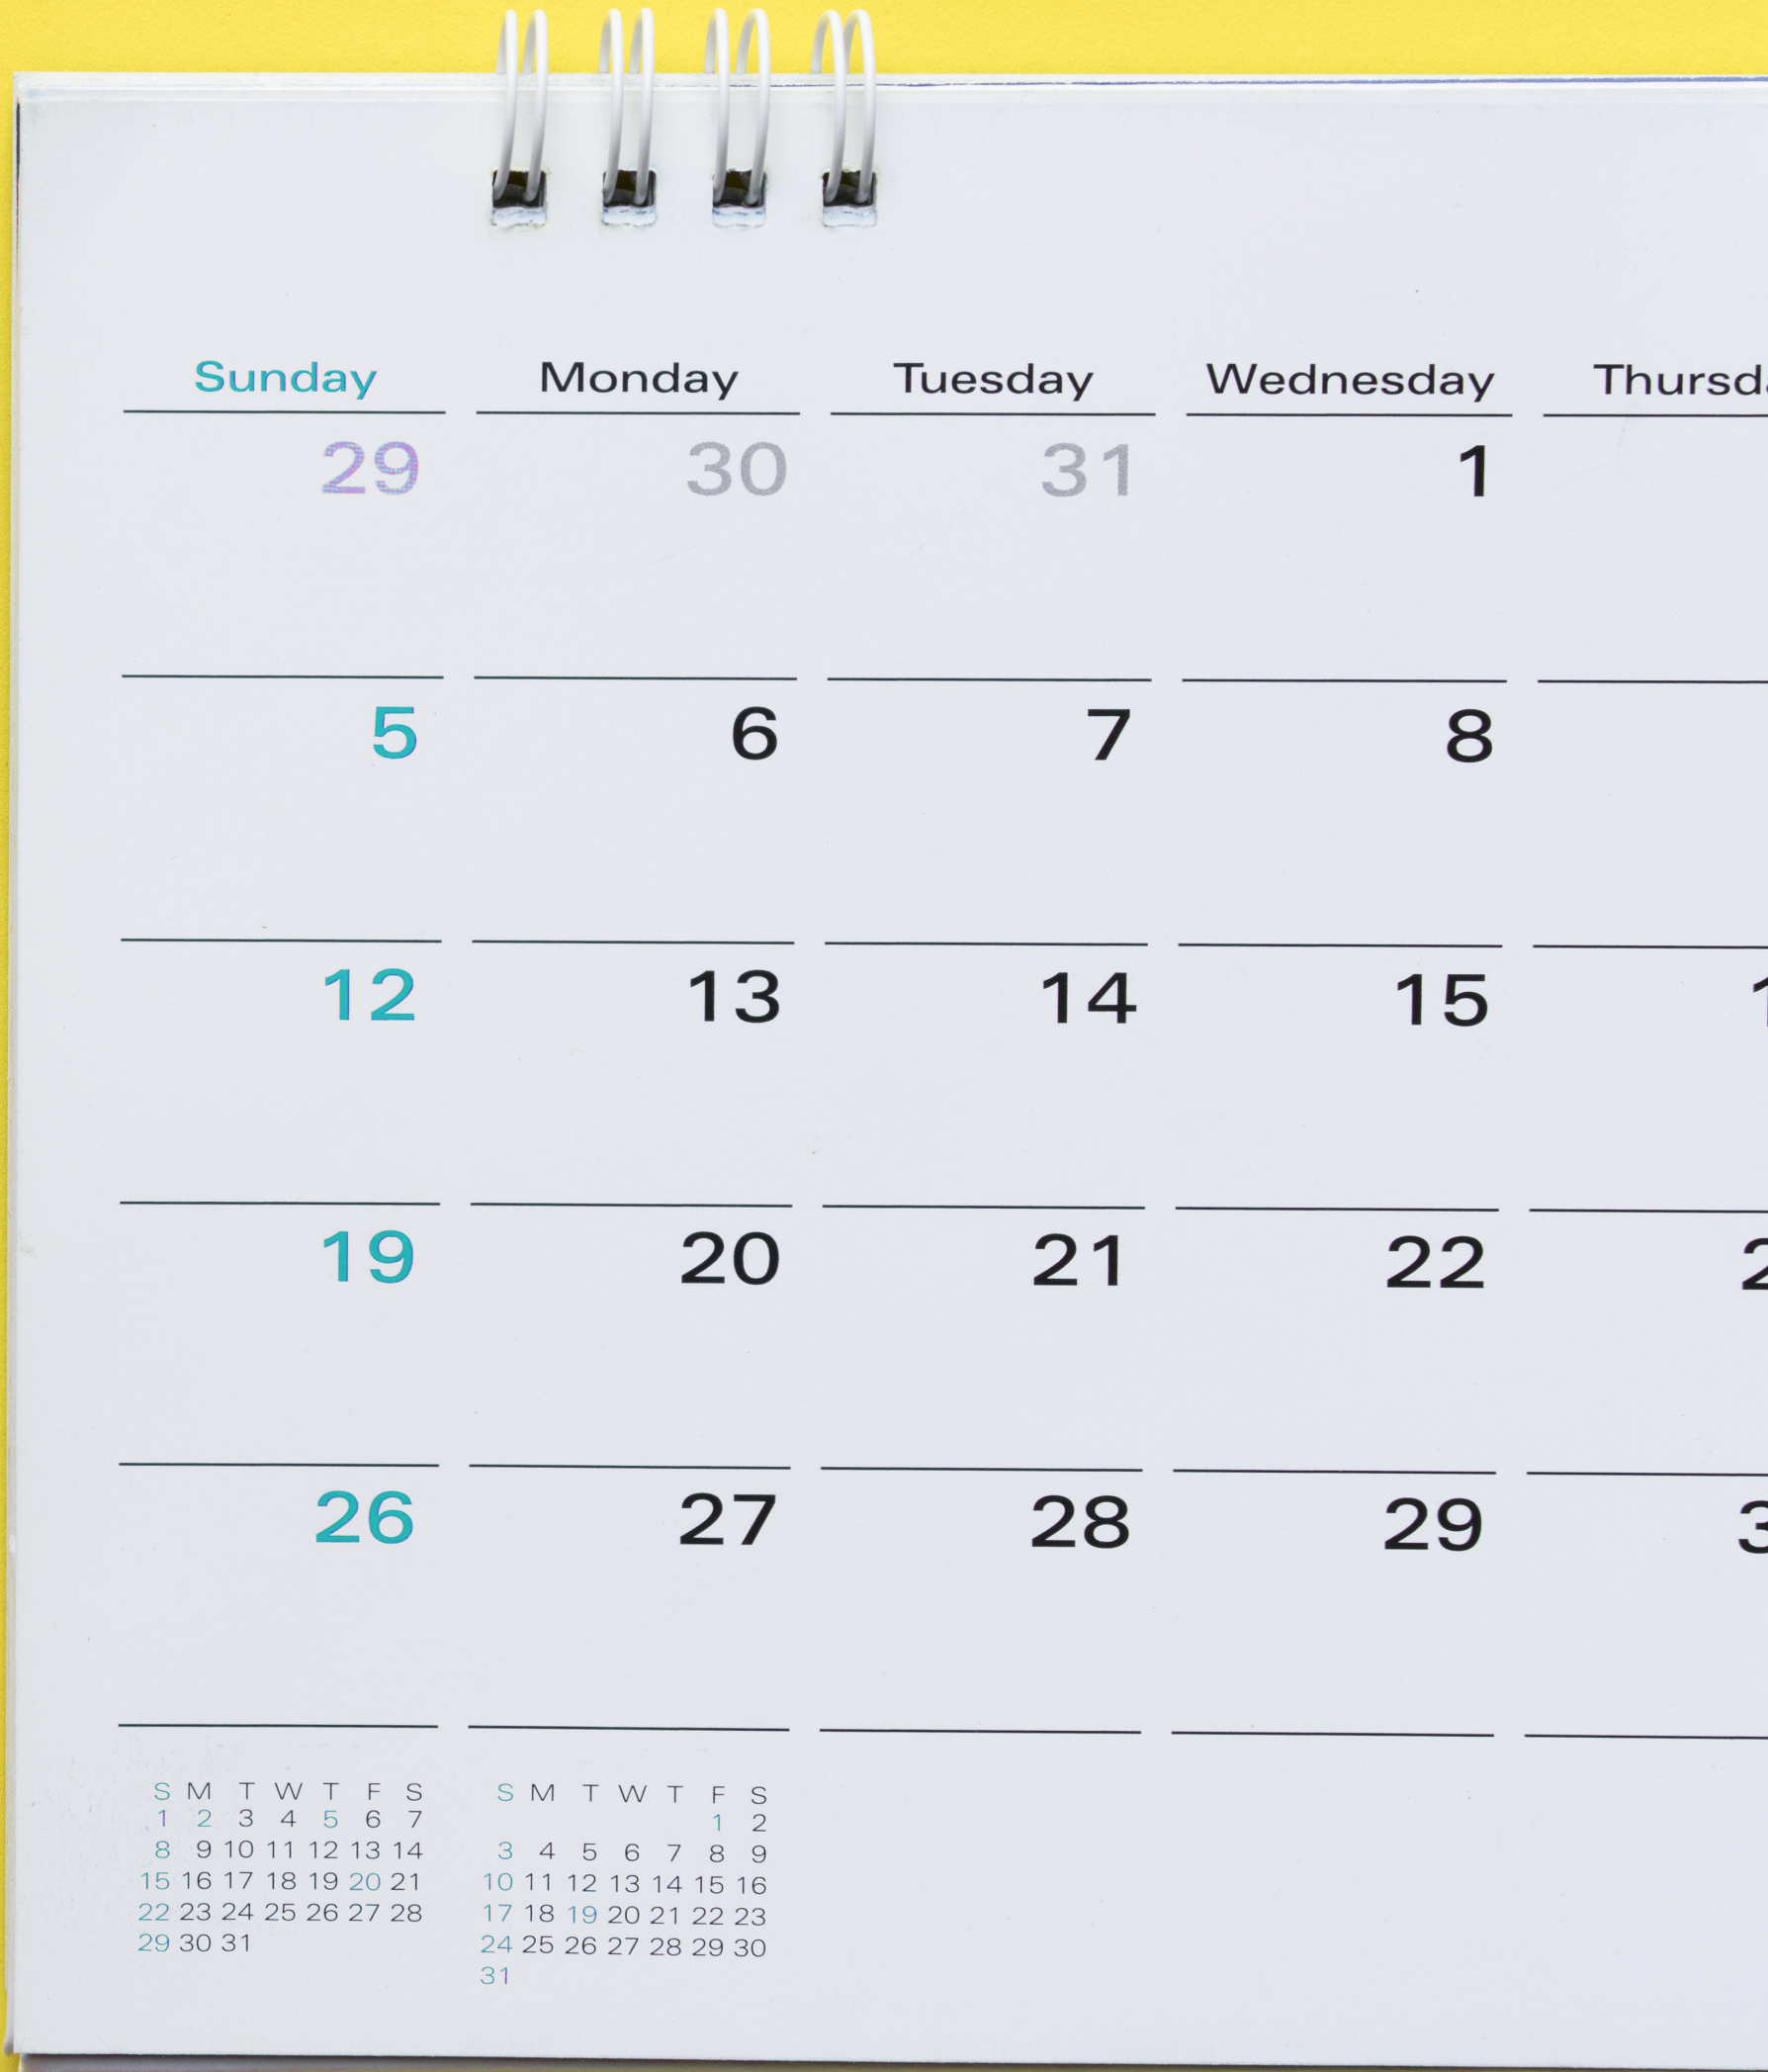 Sunday Monday Tuesday Wednesday
29 30 31 1
5 6 7 8
12 13 14 15
19 20 21 22
26 27 28 29
S M T W T F S
1 2 3 4 5 6 7
8 9 10 11 12 13 14
15 16 17 18 19 20 21
22 23 24 25 26 27 28
29 30 31
S M T W T F S
1 2
3 4 5 6 7 8 9
10 11 12 13 14 15 16
17 18 19 20 21 22 23
24 25 26 27 28 29 30
31